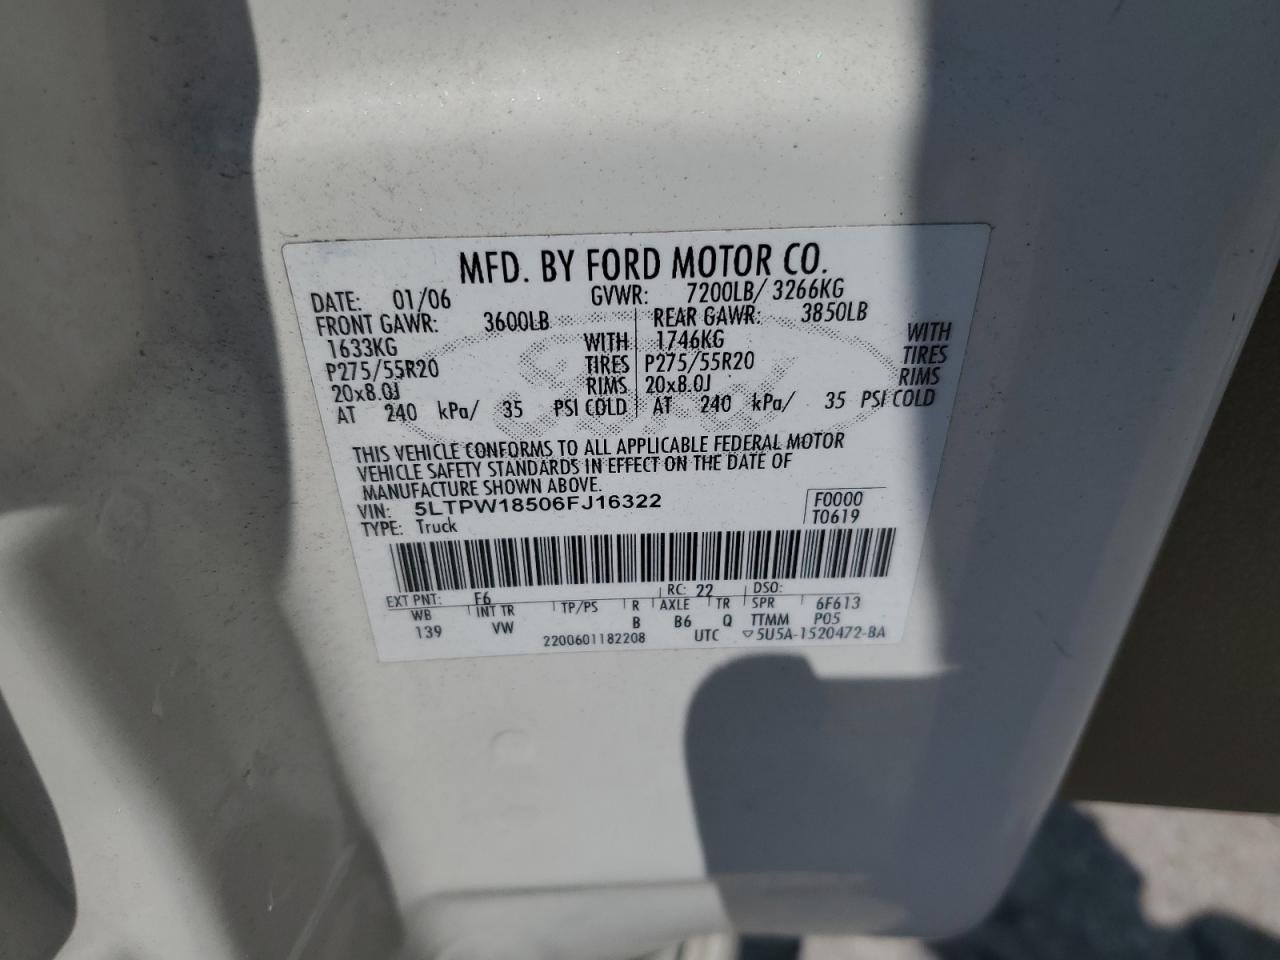 MFD. BY FORD MOTOR CO.
DATE: 01/06 GVWR: 7200LB/ 3266KG
FRONT GAWR: 3600LB REAR GAWR: 3850LB
1633KG WITH 1746KG WITH
P275/55R20 TIRES P275/55R20 TIRES
20x8.0J RIMS 20x8.0J RIMS
AT 240 kPa/ 35 PSI COLD AT 240 kPa/ 35 PSI COLD
THIS VEHICLE CONFORMS TO ALL APPLICABLE FEDERAL MOTOR
VEHICLE SAFETY STANDARDS IN EFFECT ON THE DATE OF
MANUFACTURE SHOWN ABOVE.
VIN: 5LTPW18506FJ16322 F0000
TYPE: Truck T0619
EXT PNT: F6 RC: 22 DSO:
WB INT TR TP/PS R AXLE TR SPR 6F613
139 VW B B6 Q TTMM P05
2200601182208 UTC ▽5U5A-1520472-BA